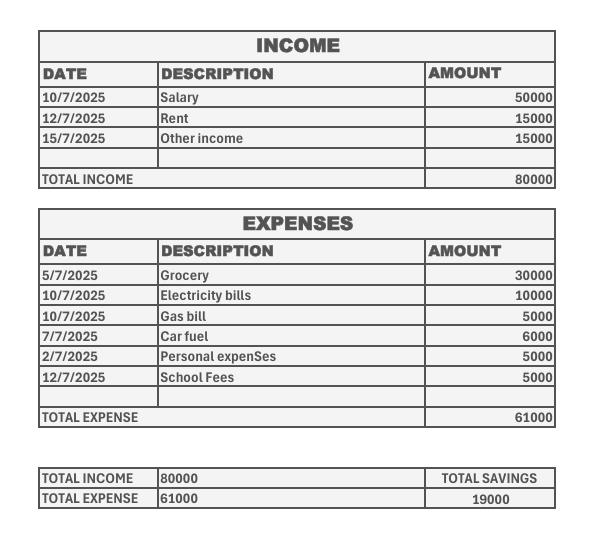 INCOME
DATE DESCRIPTION AMOUNT
10/7/2025 Salary 50000
12/7/2025 Rent 15000
15/7/2025 Other income 15000
TOTAL INCOME 80000
EXPENSES
DATE DESCRIPTION AMOUNT
5/7/2025 Grocery 30000
10/7/2025 Electricity bills 10000
10/7/2025 Gas bill 5000
7/7/2025 Car fuel 6000
2/7/2025 Personal expenSes 5000
12/7/2025 School Fees 5000
TOTAL EXPENSE 61000
TOTAL INCOME 80000 TOTAL SAVINGS
TOTAL EXPENSE 61000 19000